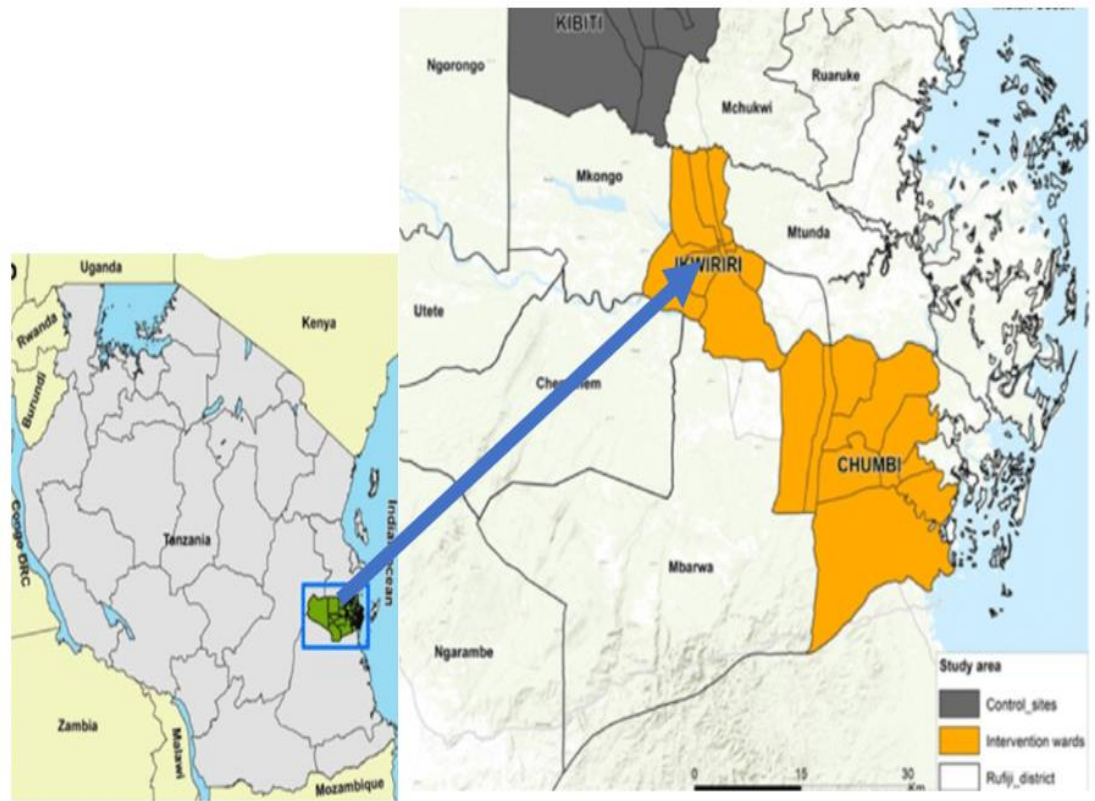 Uganda
Rwanda
Burundi
Kenya
Tanzania
Congo DRC
Indian Ocean
Zambia
Malawi
Mozambique
KIBITI
Ngorongo
Ruaruke
Mchukwi
Mkongo
Mtunda
IKWIRIRI
Utete
CHUMBI
Mbarwa
Ngarambe
Study area
Control_sites
Intervention wards
Rufiji_district
0 15 30
Km